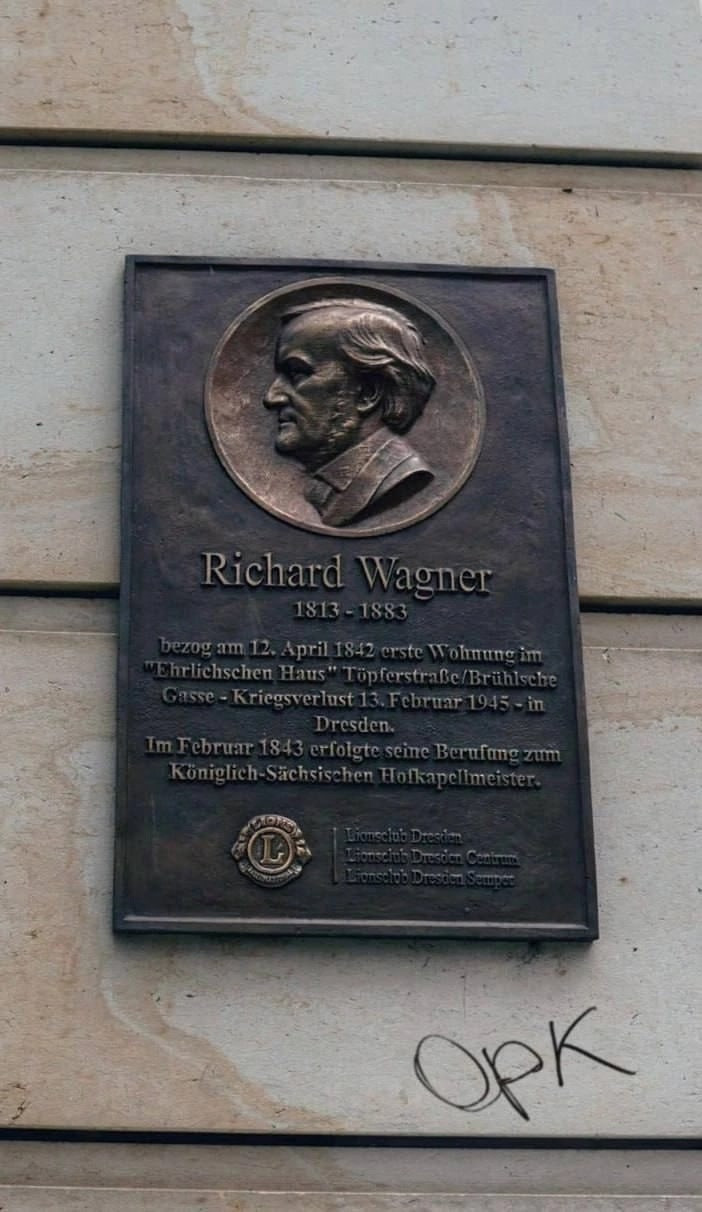 Richard Wagner
1813 - 1883
bezog am 12. April 1842 erste Wohnung im
"Ehrlichschen Haus" Töpferstraße/Brühlsche
Gasse - Kriegsverlust 13. Februar 1945 - in
Dresden.
Im Februar 1843 erfolgte seine Berufung zum
Königlich-Sächsischen Hofkapellmeister.
LIONS
L
INTERNATIONAL
Lionsclub Dresden
Lionsclub Dresden Centrum
Lionsclub Dresden Semper
OPK